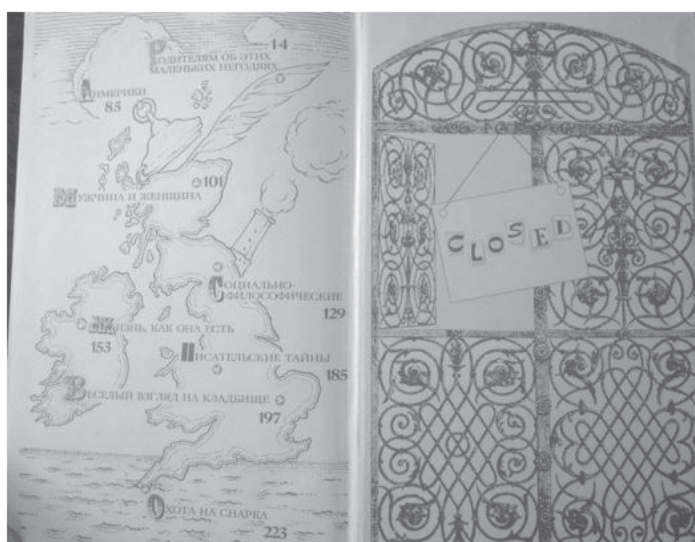 14
РОДИТЕЛЯМ ОБ ЭТИХ
МАЛЕНЬКИХ НЕГОДЯЯХ
ЛИМЕРИКИ
85
101
МУЖЧИНА И ЖЕНЩИНА
СОЦИАЛЬНО-
ФИЛОСОФИЧЕСКИЕ
129
ЖИЗНЬ, КАК ОНА ЕСТЬ
153
ПИСАТЕЛЬСКИЕ ТАЙНЫ
185
ВЕСЕЛЫЙ ВЗГЛЯД НА КЛАДБИЩЕ
197
ОХОТА НА СНАРКА
223
CLOSED